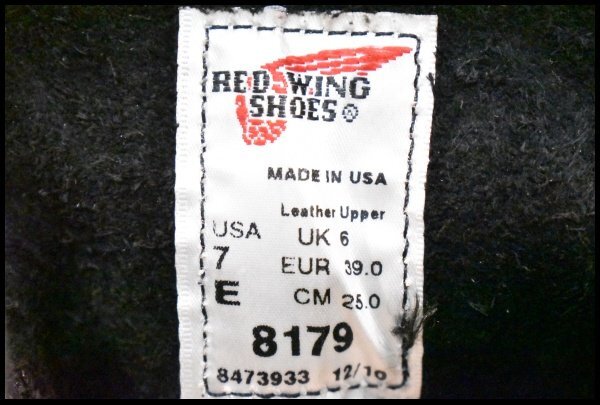 RED WING
SHOES®
MADE IN USA
Leather Upper
USA
7
E
UK 6
EUR 39.0
CM 25.0
8179
8473933 12/16